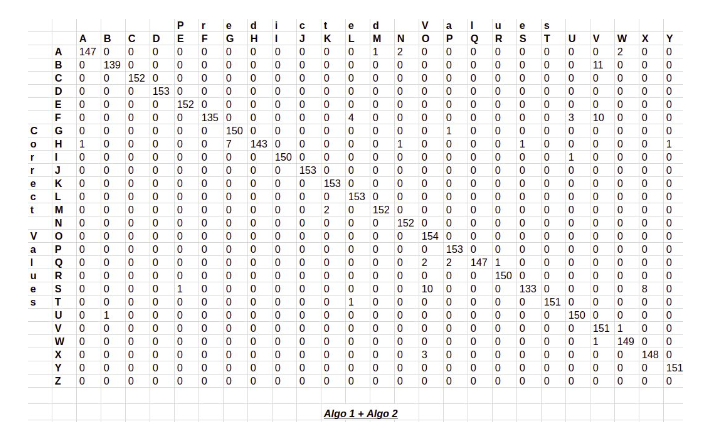 P r e d i c t e d V a l u e s
A B C D E F G H I J K L M N O P Q R S T U V W X Y
A 147 0 0 0 0 0 0 0 0 0 0 0 1 2 0 0 0 0 0 0 0 0 2 0 0
B 0 139 0 0 0 0 0 0 0 0 0 0 0 0 0 0 0 0 0 0 0 11 0 0 0
C 0 0 152 0 0 0 0 0 0 0 0 0 0 0 0 0 0 0 0 0 0 0 0 0 0
D 0 0 0 153 0 0 0 0 0 0 0 0 0 0 0 0 0 0 0 0 0 0 0 0 0
E 0 0 0 0 152 0 0 0 0 0 0 0 0 0 0 0 0 0 0 0 0 0 0 0 0
F 0 0 0 0 0 135 0 0 0 0 0 4 0 0 0 0 0 0 0 0 3 10 0 0 0
C G 0 0 0 0 0 0 150 0 0 0 0 0 0 0 0 1 0 0 0 0 0 0 0 0 0
o H 1 0 0 0 0 0 7 143 0 0 0 0 0 1 0 0 0 0 1 0 0 0 0 0 1
r I 0 0 0 0 0 0 0 0 150 0 0 0 0 0 0 0 0 0 0 0 1 0 0 0 0
r J 0 0 0 0 0 0 0 0 0 153 0 0 0 0 0 0 0 0 0 0 0 0 0 0 0
e K 0 0 0 0 0 0 0 0 0 0 153 0 0 0 0 0 0 0 0 0 0 0 0 0 0
c L 0 0 0 0 0 0 0 0 0 0 0 153 0 0 0 0 0 0 0 0 0 0 0 0 0
t M 0 0 0 0 0 0 0 0 0 0 2 0 152 0 0 0 0 0 0 0 0 0 0 0 0
N 0 0 0 0 0 0 0 0 0 0 0 0 0 152 0 0 0 0 0 0 0 0 0 0 0
V O 0 0 0 0 0 0 0 0 0 0 0 0 0 0 154 0 0 0 0 0 0 0 0 0 0
a P 0 0 0 0 0 0 0 0 0 0 0 0 0 0 0 153 0 0 0 0 0 0 0 0 0
l Q 0 0 0 0 0 0 0 0 0 0 0 0 0 0 2 2 147 1 0 0 0 0 0 0 0
u R 0 0 0 0 0 0 0 0 0 0 0 0 0 0 0 0 0 150 0 0 0 0 0 0 0
e S 0 0 0 0 1 0 0 0 0 0 0 0 0 0 10 0 0 0 133 0 0 0 0 8 0
s T 0 0 0 0 0 0 0 0 0 0 0 1 0 0 0 0 0 0 0 151 0 0 0 0 0
U 0 1 0 0 0 0 0 0 0 0 0 0 0 0 0 0 0 0 0 0 150 0 0 0 0
V 0 0 0 0 0 0 0 0 0 0 0 0 0 0 0 0 0 0 0 0 0 151 1 0 0
W 0 0 0 0 0 0 0 0 0 0 0 0 0 0 0 0 0 0 0 0 0 1 149 0 0
X 0 0 0 0 0 0 0 0 0 0 0 0 0 0 3 0 0 0 0 0 0 0 0 148 0
Y 0 0 0 0 0 0 0 0 0 0 0 0 0 0 0 0 0 0 0 0 0 0 0 0 151
Z 0 0 0 0 0 0 0 0 0 0 0 0 0 0 0 0 0 0 0 0 0 0 0 0 0
Algo 1 + Algo 2